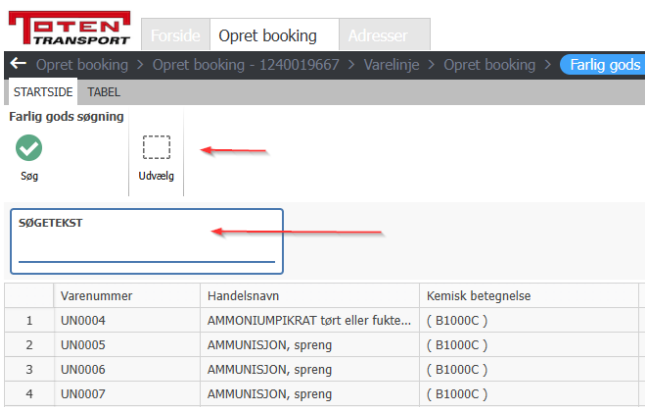 TOTEN
TRANSPORT
Forside Opret booking Adresser
← Opret booking > Opret booking - 1240019667 > Varelinje > Opret booking > Farlig gods
STARTSIDE TABEL
Farlig gods søgning
Søg Udvælg
SØGETEKST
Varenummer Handelsnavn Kemisk betegnelse
1 UN0004 AMMONIUMPIKRAT tørt eller fukte... ( B1000C )
2 UN0005 AMMUNISJON, spreng ( B1000C )
3 UN0006 AMMUNISJON, spreng ( B1000C )
4 UN0007 AMMUNISJON, spreng ( B1000C )